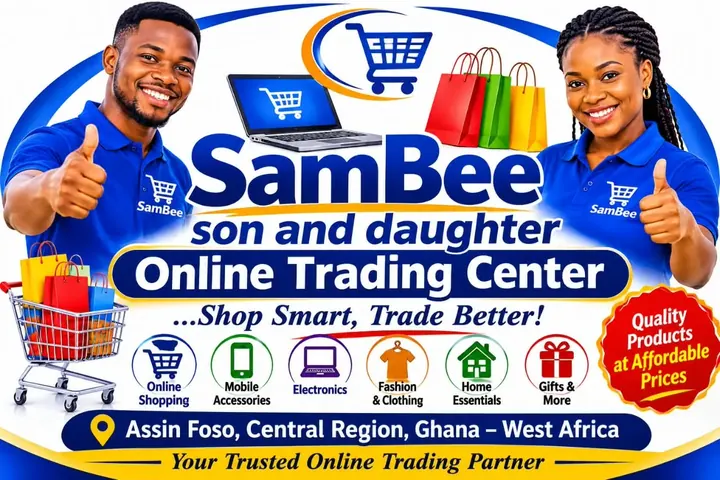 SamBee
SamBee
SamBee
son and daughter
Online Trading Center
...Shop Smart, Trade Better!
Online
Shopping
Mobile
Accessories
Electronics
Fashion
& Clothing
Home
Essentials
Gifts &
More
Quality
Products
at Affordable
Prices
Assin Foso, Central Region, Ghana – West Africa
Your Trusted Online Trading Partner